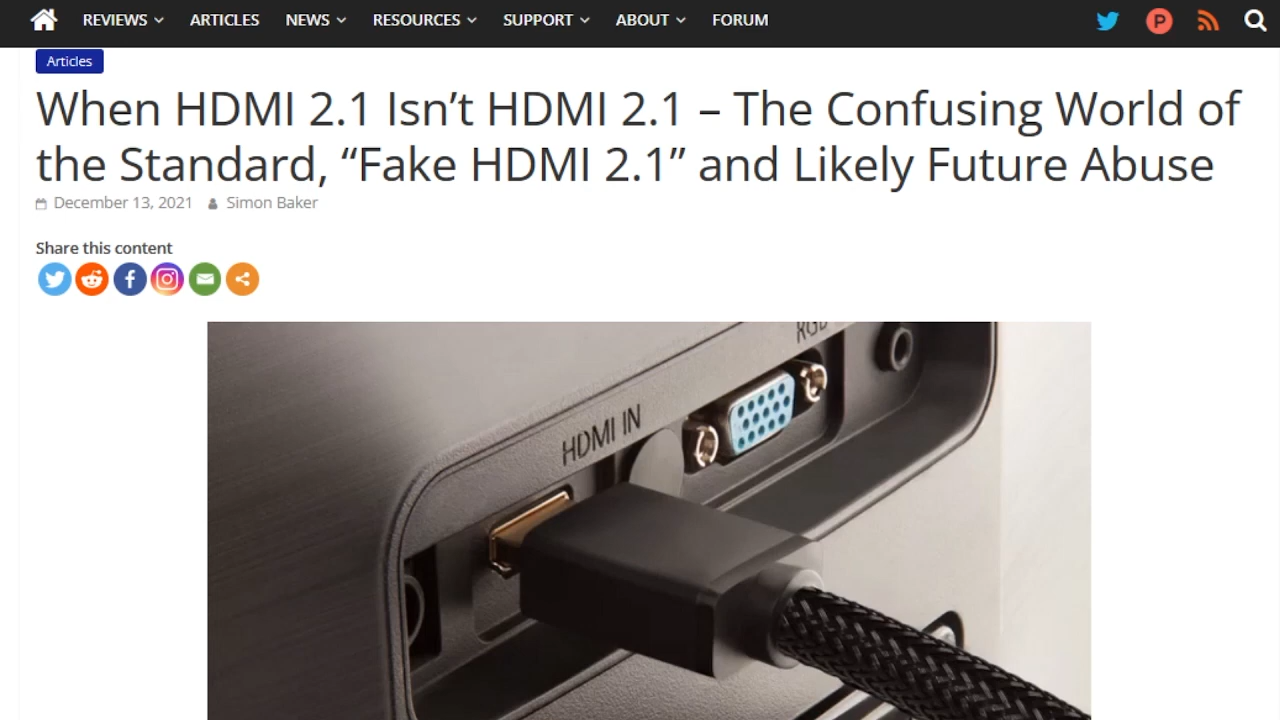 REVIEWS ARTICLES NEWS RESOURCES SUPPORT ABOUT FORUM
Articles
When HDMI 2.1 Isn’t HDMI 2.1 – The Confusing World of
the Standard, “Fake HDMI 2.1” and Likely Future Abuse
December 13, 2021 Simon Baker
Share this content
RGB
HDMI IN